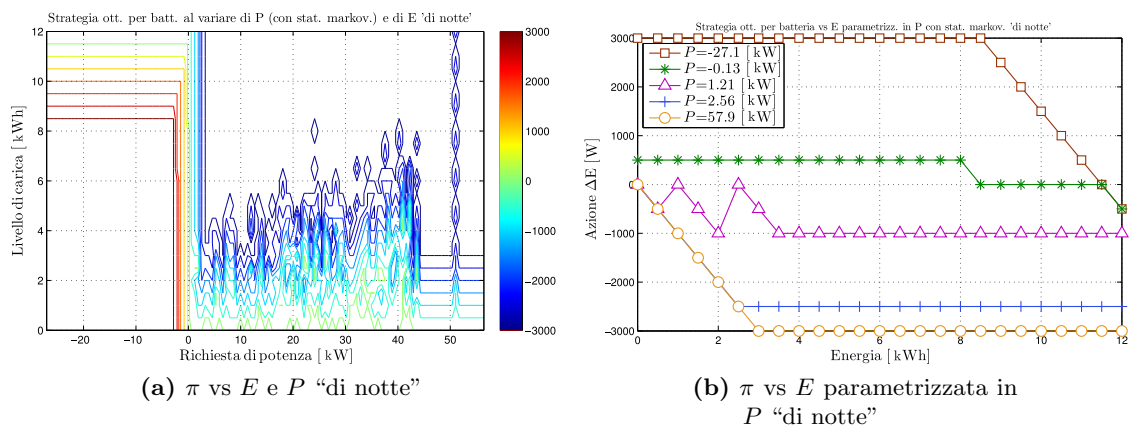 Strategia ott. per batt. al variare di P (con stat. markov.) e di E 'di notte'
12
10
8
6
4
2
0
Livello di carica [ kWh]
-20
-10
0
10
20
30
40
50
Richiesta di potenza [ kW]
3000
2000
1000
0
−1000
−2000
−3000
(a) π vs E e P “di notte”
Strategia ott. per batteria vs E parametrizz. in P con stat. markov. 'di notte'
3000
2000
1000
0
−1000
−2000
−3000
Azione ΔE [ W]
P=-27.1 [ kW]
P=-0.13 [ kW]
P=1.21 [ kW]
P=2.56 [ kW]
P=57.9 [ kW]
0
2
4
6
8
10
12
Energia [ kWh]
(b) π vs E parametrizzata in
P “di notte”